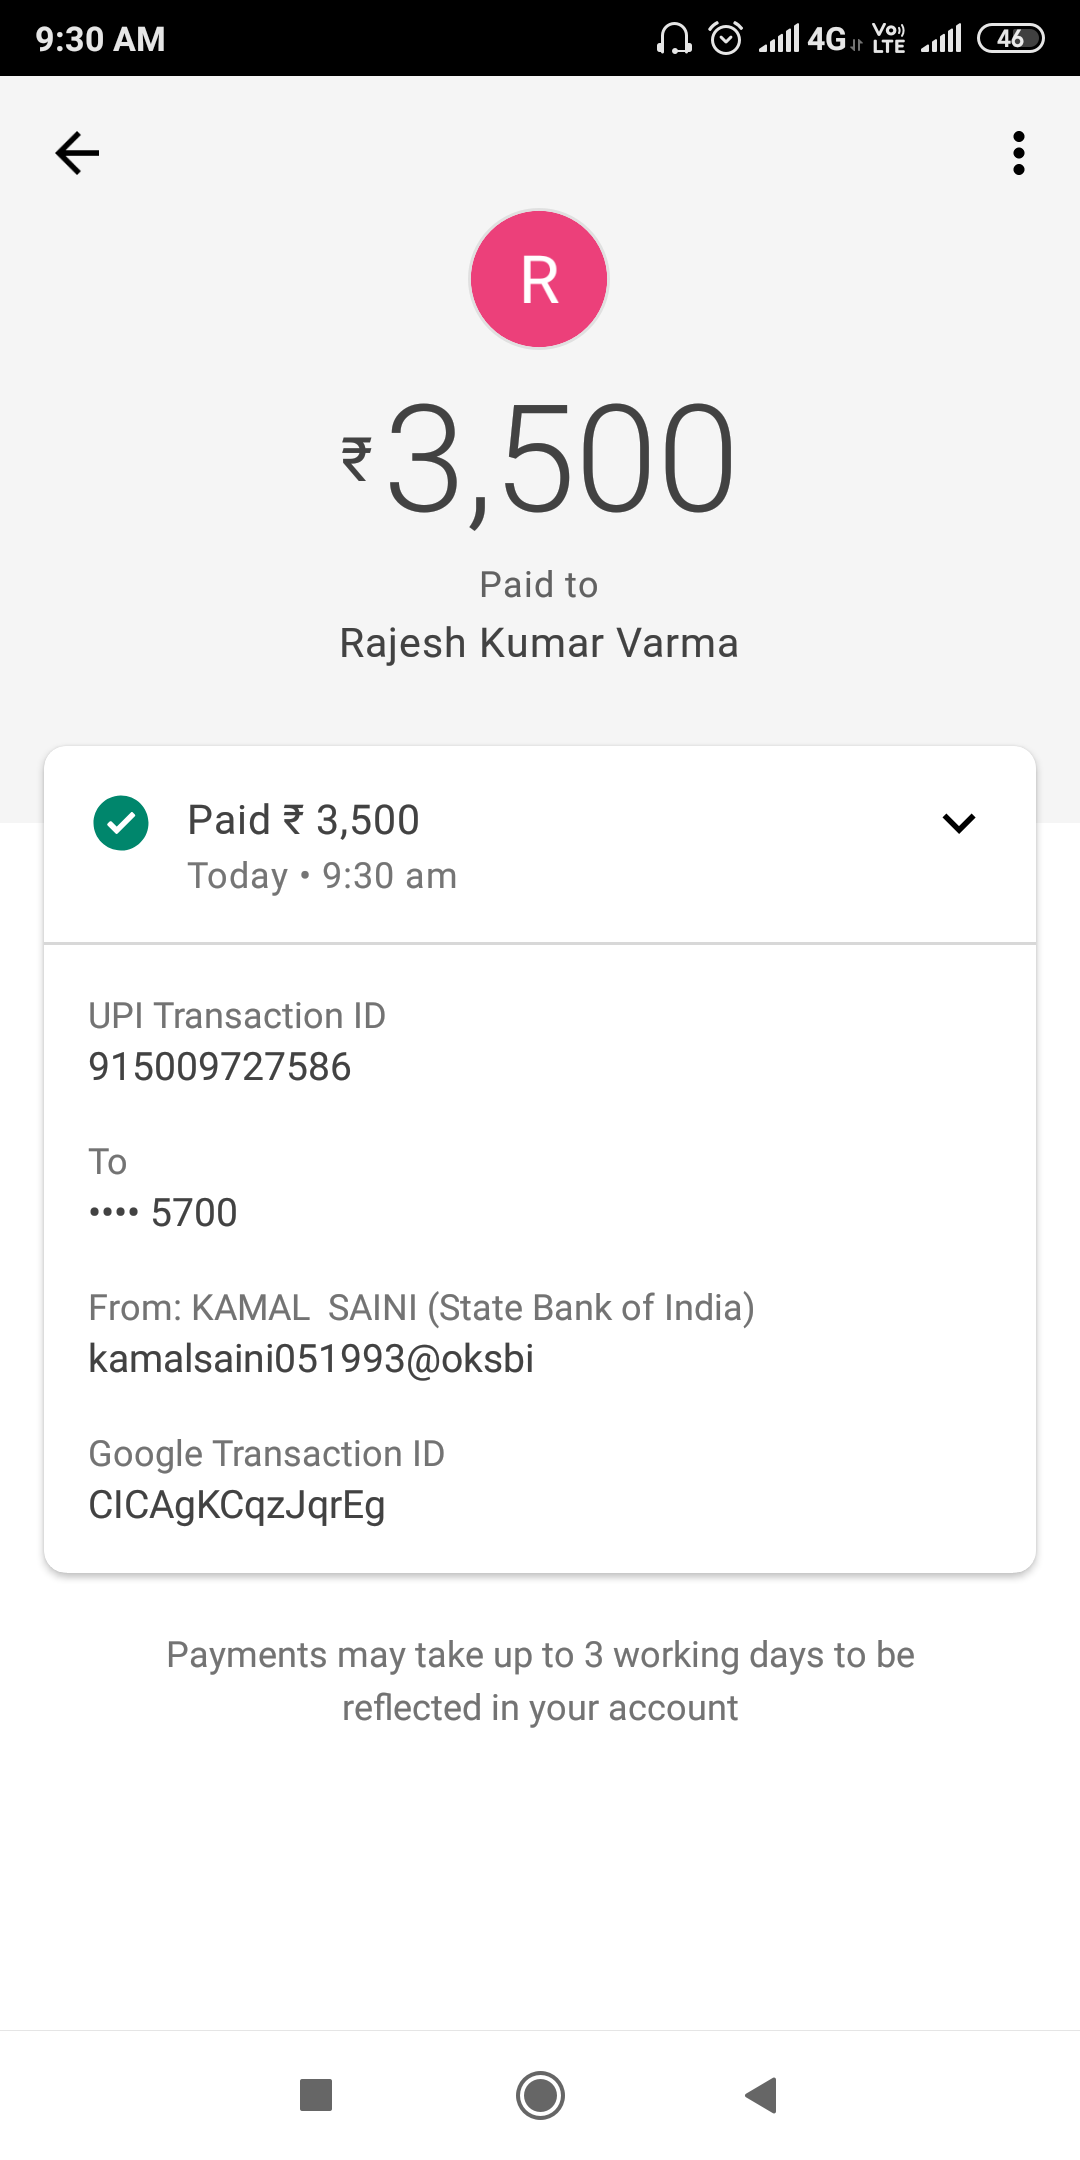 9:30 AM
4G
Vo)) LTE
46
R
₹3,500
Paid to
Rajesh Kumar Varma
Paid ₹ 3,500
Today • 9:30 am
UPI Transaction ID
915009727586
To
•••• 5700
From: KAMAL  SAINI (State Bank of India)
kamalsaini051993@oksbi
Google Transaction ID
CICAgKCqzJqrEg
Payments may take up to 3 working days to be
reflected in your account